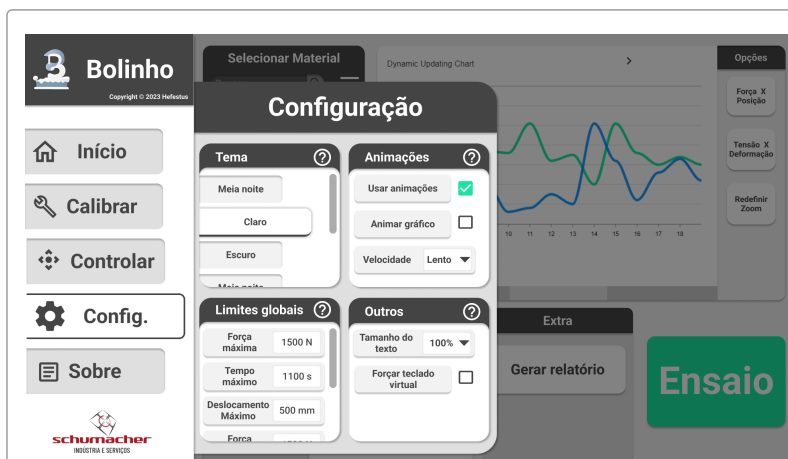 Bolinho
Copyright © 2023 Hefestus
Início
Calibrar
Controlar
Config.
Sobre
schumacher
INDÚSTRIA E SERVIÇOS
Selecionar Material
Configuração
Tema
?
Meia noite
Claro
Escuro
Meia noite
Animações
?
Usar animações
Animar gráfico
Velocidade
Lento
Limites globais
?
Força
máxima
1500 N
Tempo
máximo
1100 s
Deslocamento
Máximo
500 mm
Força
Outros
?
Tamanho do
texto
100%
Forçar teclado
virtual
Dynamic Updating Chart
10 11 12 13 14 15 16 17 18
Opções
Força X
Posição
Tensão X
Deformação
Redefinir
Zoom
Extra
Gerar relatório
Ensaio